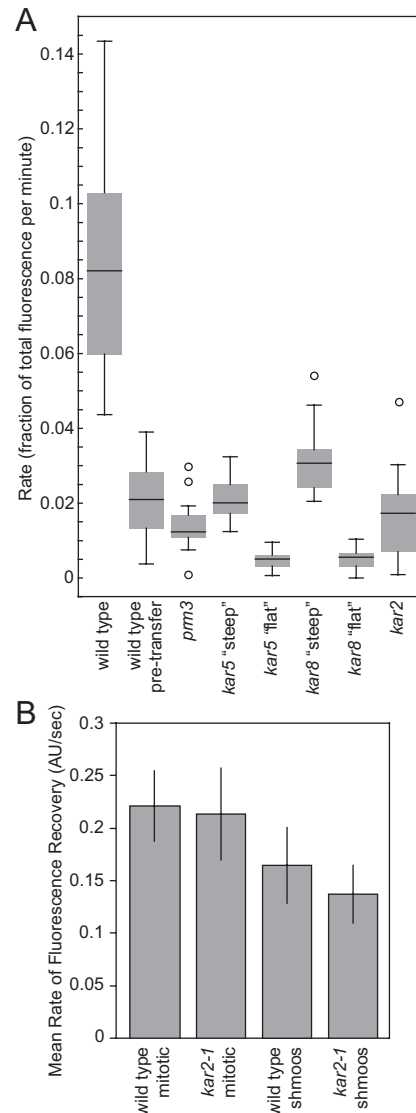 A
Rate (fraction of total fluorescence per minute)
0.14
0.12
0.1
0.08
0.06
0.04
0.02
0
wild type
wild type
pre-transfer
prm3
kar5 "steep"
kar5 "flat"
kar8 "steep"
kar8 "flat"
kar2
B
Mean Rate of Fluorescence Recovery (AU/sec)
0.3
0.25
0.2
0.15
0.1
0.05
0
wild type
mitotic
kar2-1
mitotic
wild type
shmoos
kar2-1
shmoos